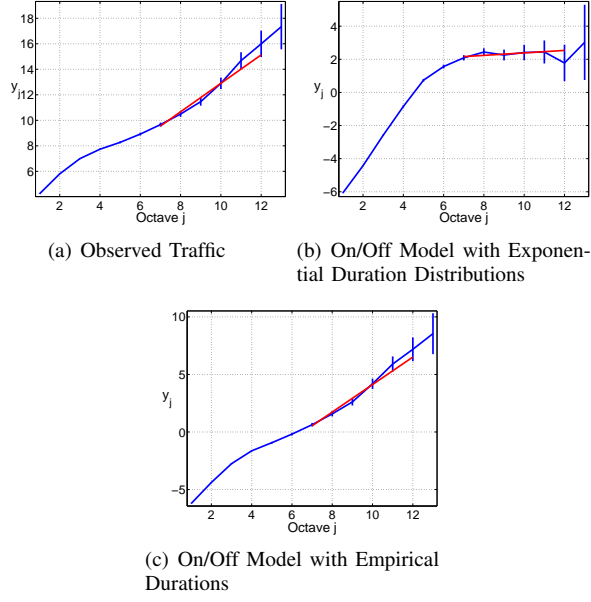 18
16
14
12
10
8
6
y_j
2 4 6 8 10 12
Octave j
(a) Observed Traffic
4
2
0
−2
−4
−6
y_j
2 4 6 8 10 12
Octave j
(b) On/Off Model with Exponen-
tial Duration Distributions
10
5
0
−5
y_j
2 4 6 8 10 12
Octave j
(c) On/Off Model with Empirical
Durations